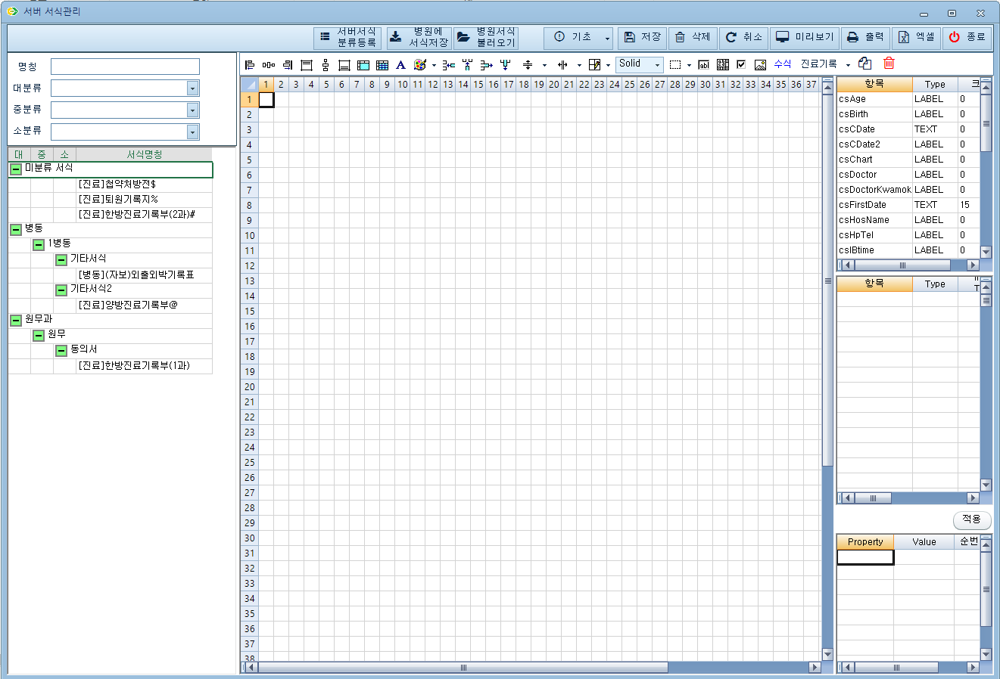 서버 서식관리
서버서식 분류등록
병원에 서식저장
병원서식 불러오기
기초
저장
삭제
취소
미리보기
출력
엑셀
종료
명칭
대분류
중분류
소분류
Solid
수식
진료기록
대 중 소 서식명칭
미분류 서식
[진료]첩약처방전$
[진료]퇴원기록지%
[진료]한방진료기록부(2과)#
병동
1병동
기타서식
[병동](자보)외출외박기록표
기타서식2
[진료]양방진료기록부@
원무과
원무
동의서
[진료]한방진료기록부(1과)
1 2 3 4 5 6 7 8 9 10 11 12 13 14 15 16 17 18 19 20 21 22 23 24 25 26 27 28 29 30 31 32 33 34 35 36 37
1
2
3
4
5
6
7
8
9
10
11
12
13
14
15
16
17
18
19
20
21
22
23
24
25
26
27
28
29
30
31
32
33
34
35
36
37
38
항목 Type 크
csAge LABEL 0
csBirth LABEL 0
csCDate TEXT 0
csCDate2 LABEL 0
csChart LABEL 0
csDoctor LABEL 0
csDoctorKwamok LABEL 0
csFirstDate TEXT 15
csHosName LABEL 0
csHpTel LABEL 0
csIBtime LABEL 0
항목 Type
적용
Property Value 순번